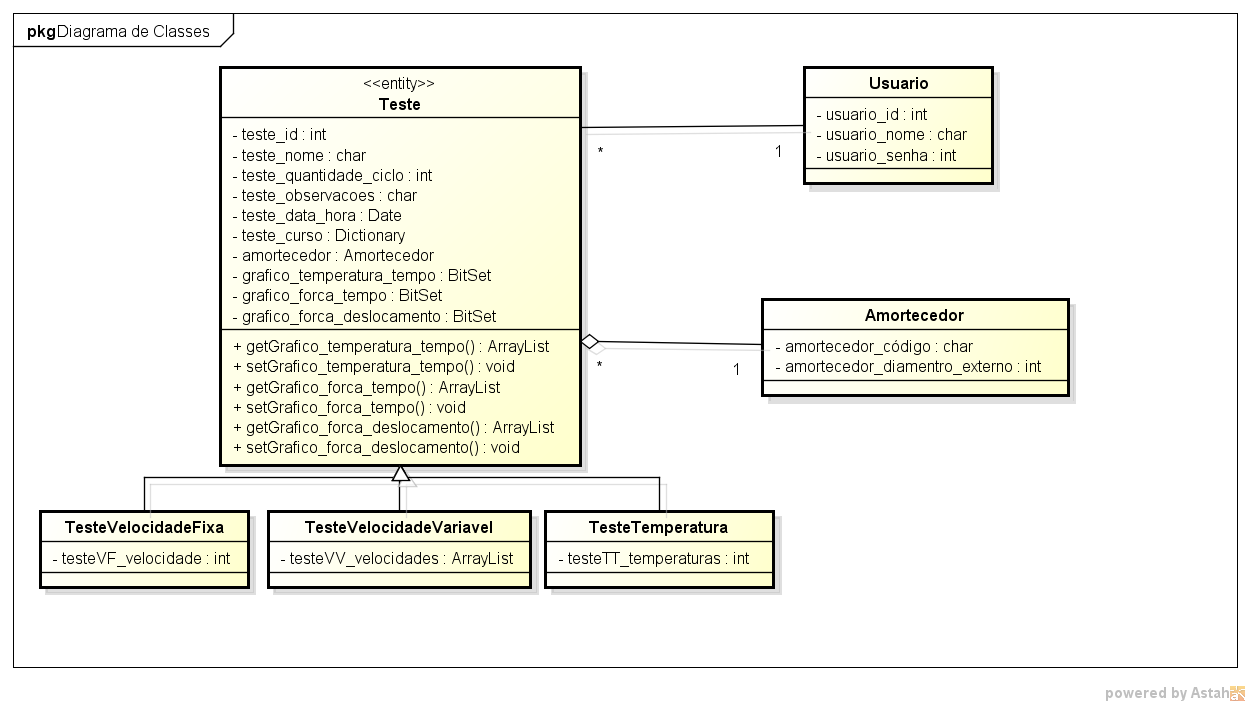 pkg Diagrama de Classes
<<entity>>
Teste
- teste_id : int
- teste_nome : char
- teste_quantidade_ciclo : int
- teste_observacoes : char
- teste_data_hora : Date
- teste_curso : Dictionary
- amortecedor : Amortecedor
- grafico_temperatura_tempo : BitSet
- grafico_forca_tempo : BitSet
- grafico_forca_deslocamento : BitSet
+ getGrafico_temperatura_tempo() : ArrayList
+ setGrafico_temperatura_tempo() : void
+ getGrafico_forca_tempo() : ArrayList
+ setGrafico_forca_tempo() : void
+ getGrafico_forca_deslocamento() : ArrayList
+ setGrafico_forca_deslocamento() : void
*
1
Usuario
- usuario_id : int
- usuario_nome : char
- usuario_senha : int
*
1
Amortecedor
- amortecedor_código : char
- amortecedor_diamentro_externo : int
TesteVelocidadeFixa
- testeVF_velocidade : int
TesteVelocidadeVariavel
- testeVV_velocidades : ArrayList
TesteTemperatura
- testeTT_temperaturas : int
powered by Astah